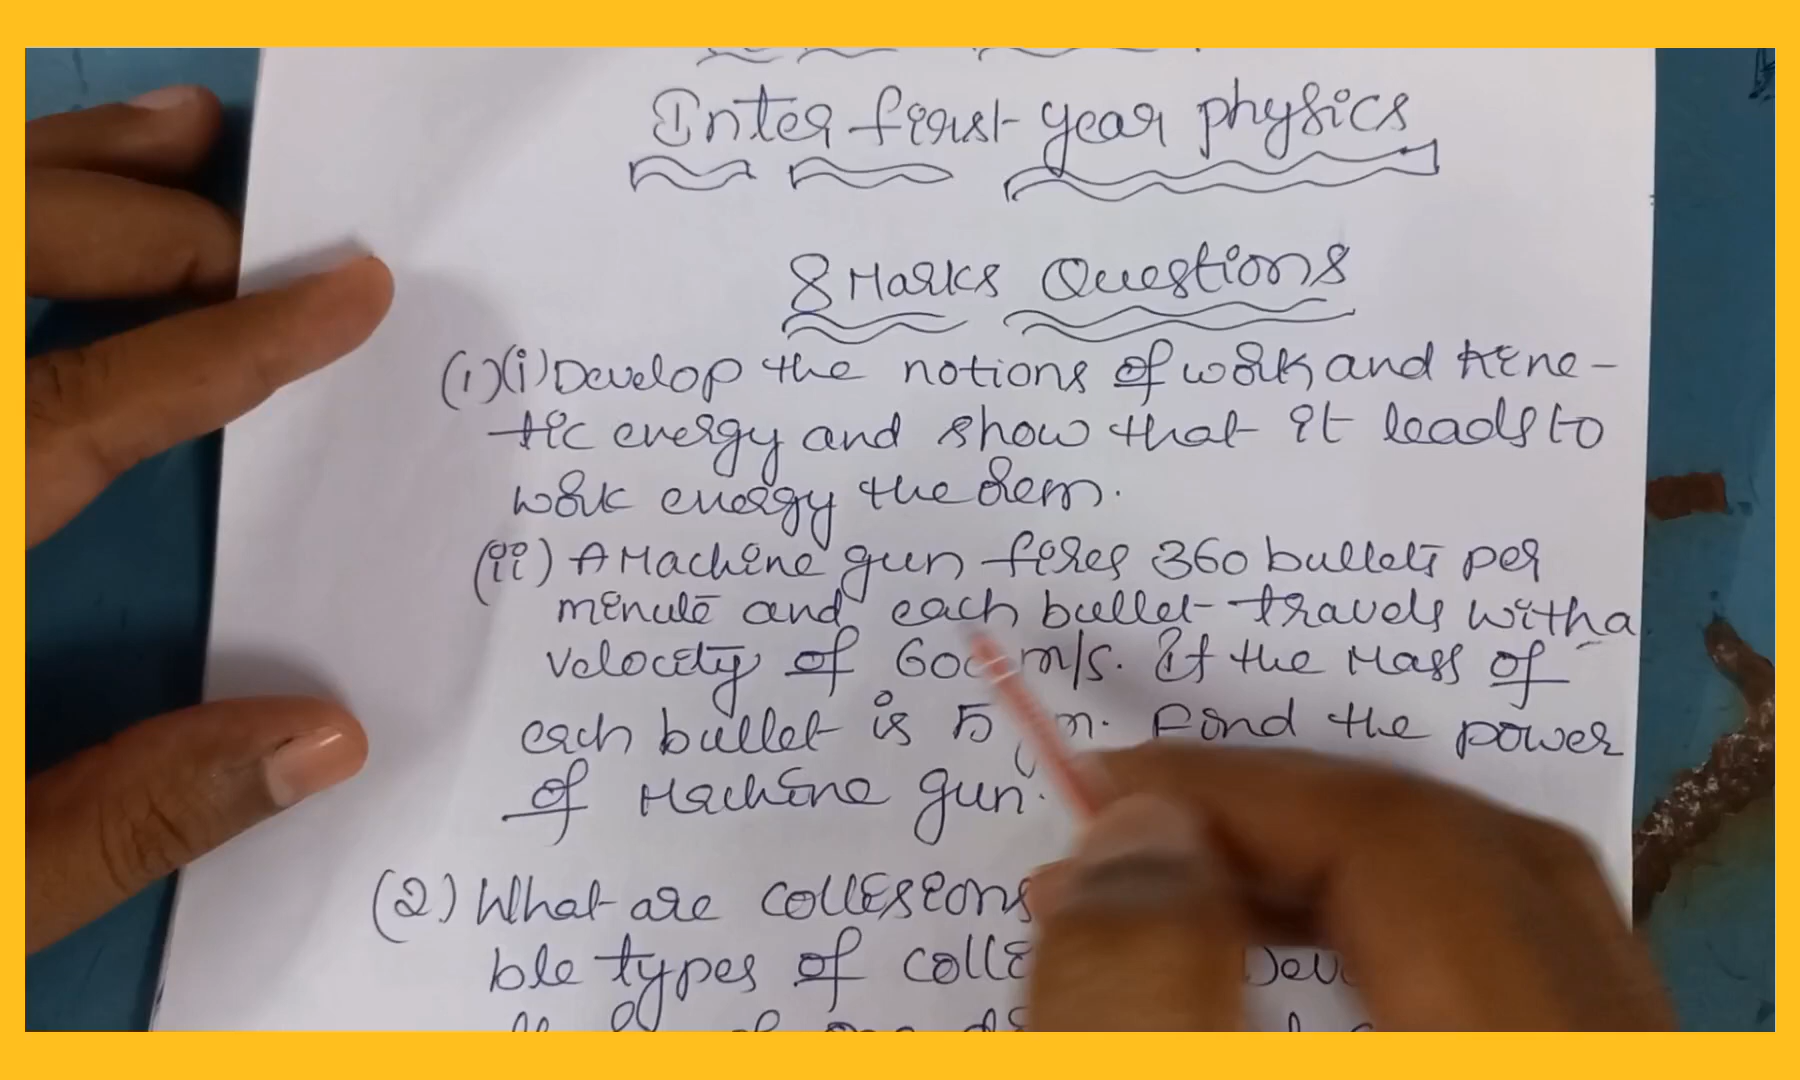 Inter first year physics
8 Marks Questions
(1)(i) Develop the notions of work and kine-
tic energy and show that it leads to
work energy theorem.
(ii) A Machine gun fires 360 bullets per
minute and each bullet travels with a
velocity of 600 m/s. If the Mass of
each bullet is 5 gm. Find the power
of Machine gun.
(2) What are collisions
ble types of